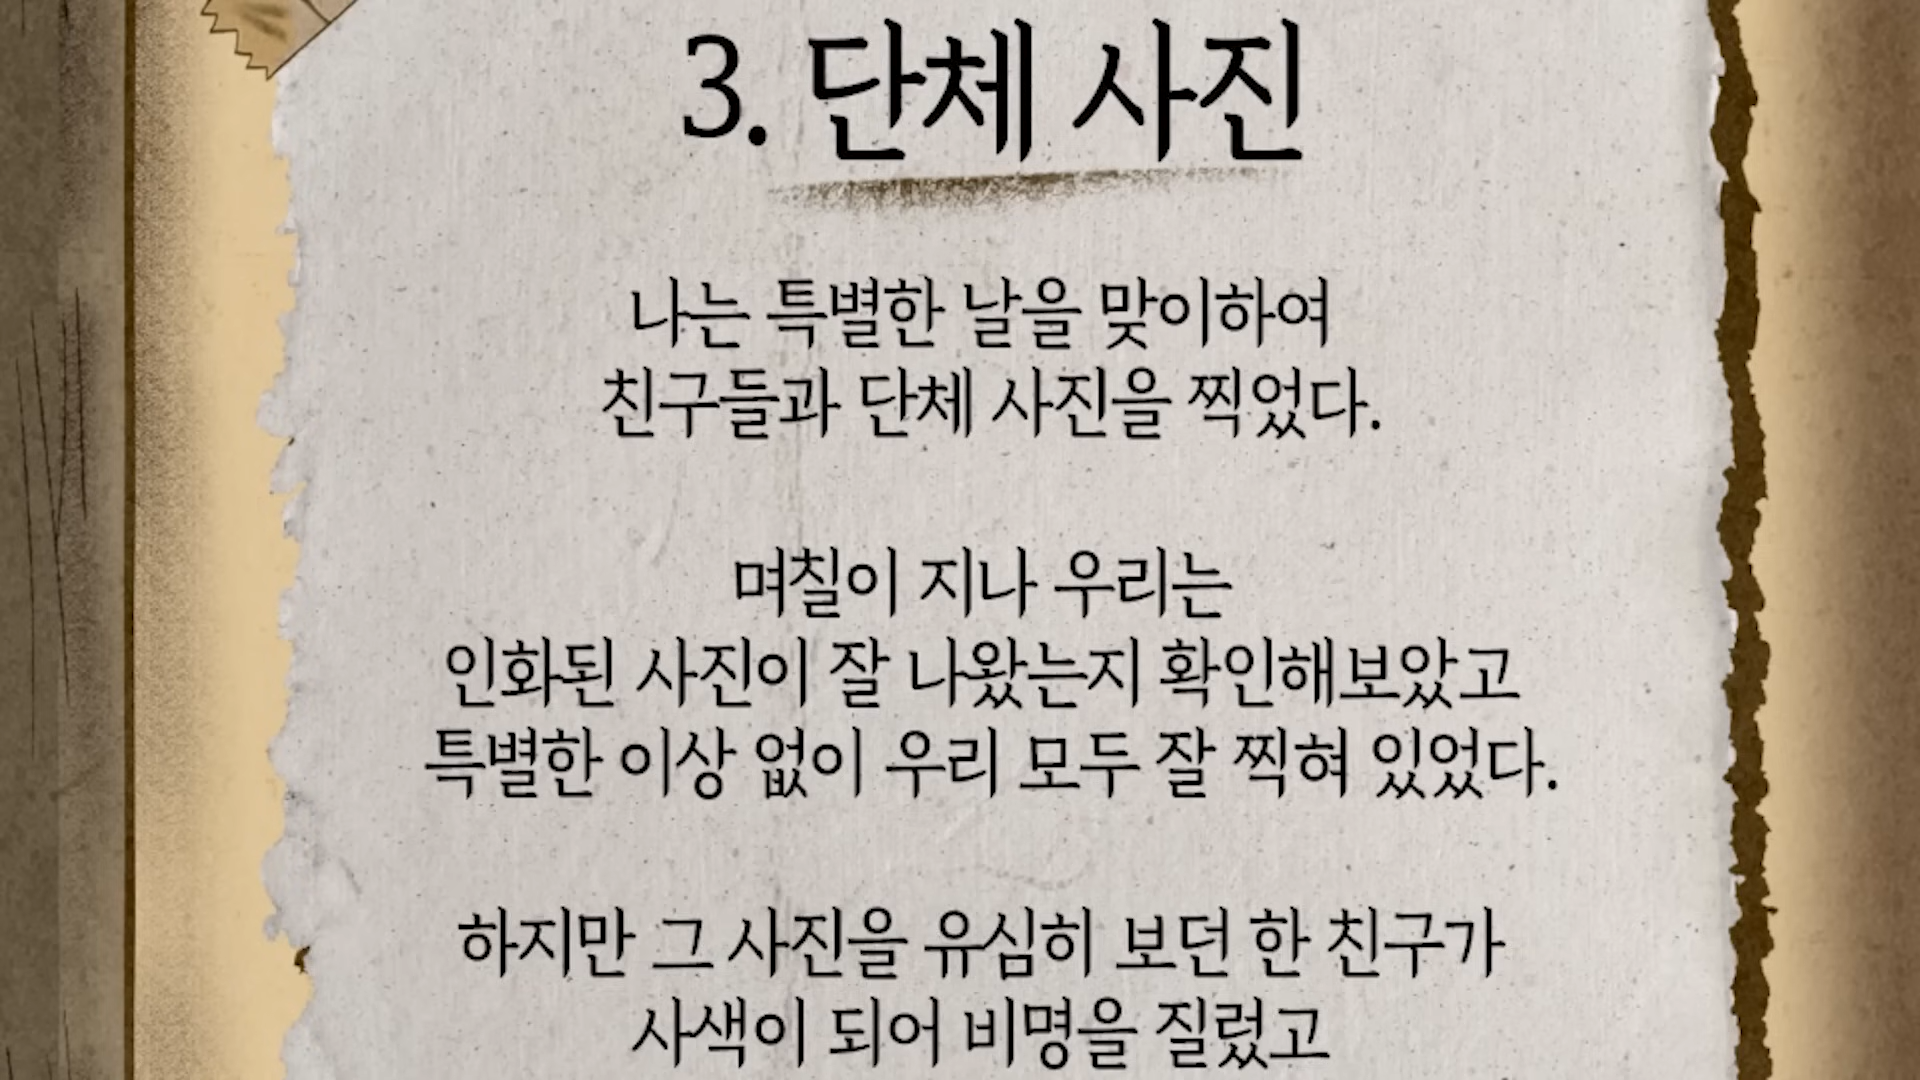 3. 단체 사진
나는 특별한 날을 맞이하여
친구들과 단체 사진을 찍었다.
며칠이 지나 우리는
인화된 사진이 잘 나왔는지 확인해보았고
특별한 이상 없이 우리 모두 잘 찍혀 있었다.
하지만 그 사진을 유심히 보던 한 친구가
사색이 되어 비명을 질렀고